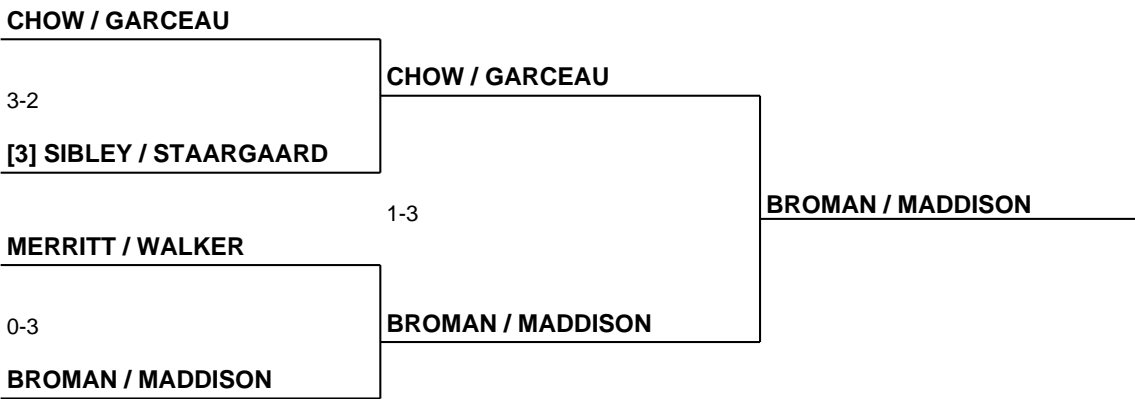 CHOW / GARCEAU
CHOW / GARCEAU
3-2
[3] SIBLEY / STAARGAARD
BROMAN / MADDISON
1-3
MERRITT / WALKER
0-3
BROMAN / MADDISON
BROMAN / MADDISON